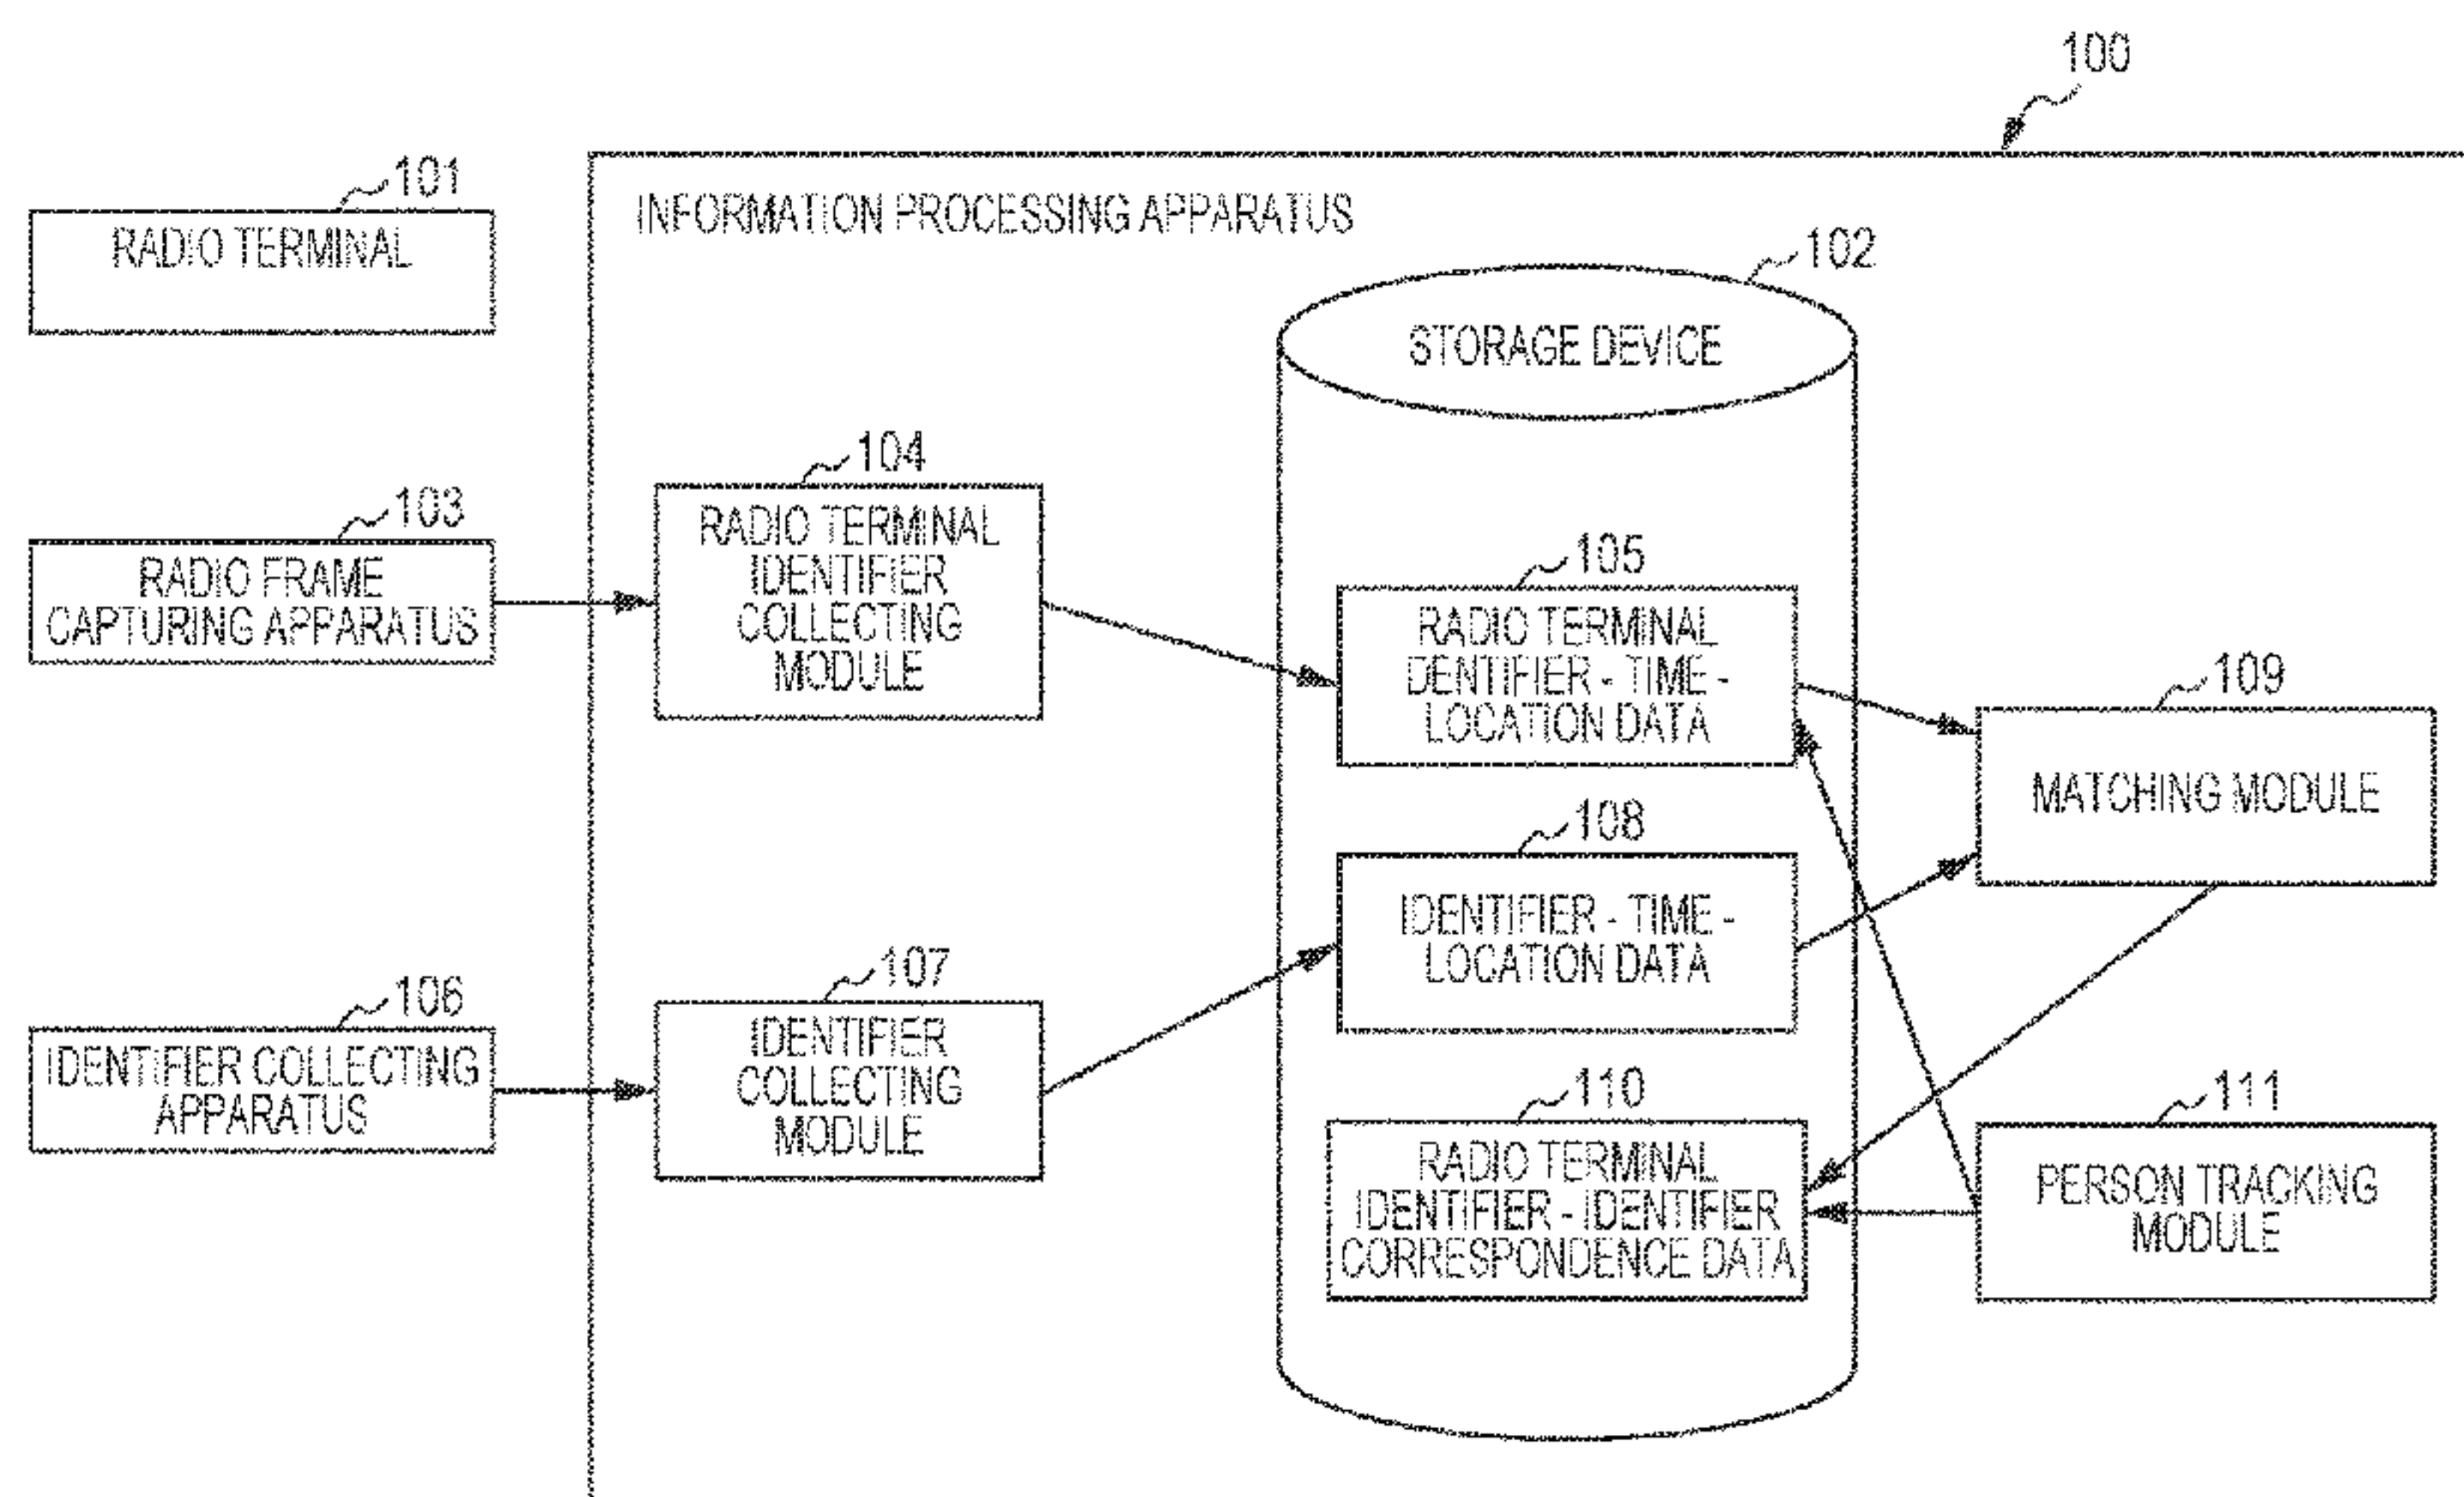 100
101
RADIO TERMINAL
INFORMATION PROCESSING APPARATUS
102
STORAGE DEVICE
103
RADIO FRAME
CAPTURING APPARATUS
104
RADIO TERMINAL
IDENTIFIER
COLLECTING
MODULE
105
RADIO TERMINAL
IDENTIFIER - TIME -
LOCATION DATA
109
MATCHING MODULE
108
IDENTIFIER - TIME -
LOCATION DATA
106
IDENTIFIER COLLECTING
APPARATUS
107
IDENTIFIER
COLLECTING
MODULE
110
RADIO TERMINAL
IDENTIFIER - IDENTIFIER
CORRESPONDENCE DATA
111
PERSON TRACKING
MODULE